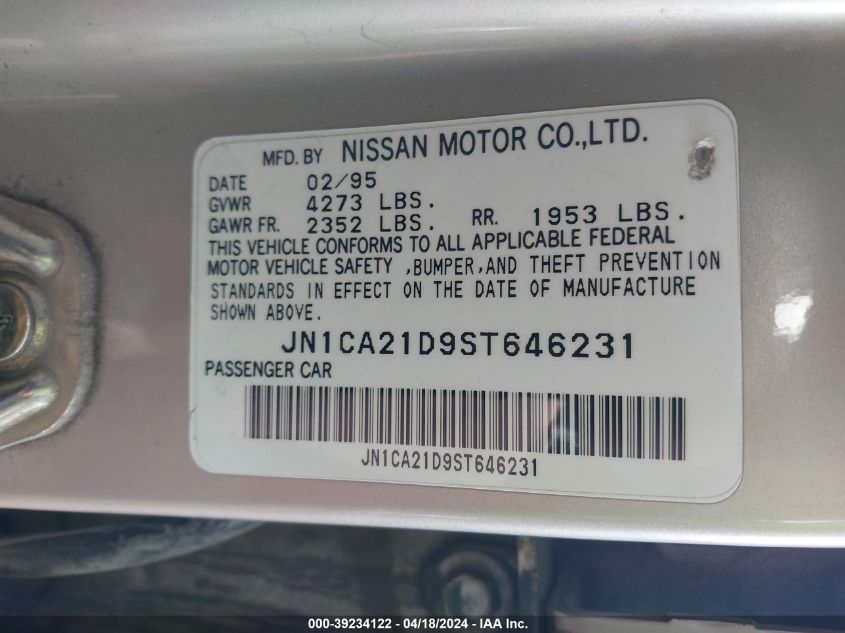 MFD. BY NISSAN MOTOR CO.,LTD.
DATE 02/95
GVWR 4273 LBS.
GAWR FR. 2352 LBS. RR. 1953 LBS.
THIS VEHICLE CONFORMS TO ALL APPLICABLE FEDERAL
MOTOR VEHICLE SAFETY ,BUMPER,AND THEFT PREVENTION
STANDARDS IN EFFECT ON THE DATE OF MANUFACTURE
SHOWN ABOVE.
JN1CA21D9ST646231
PASSENGER CAR
JN1CA21D9ST646231
000-39234122 - 04/18/2024 - IAA Inc.